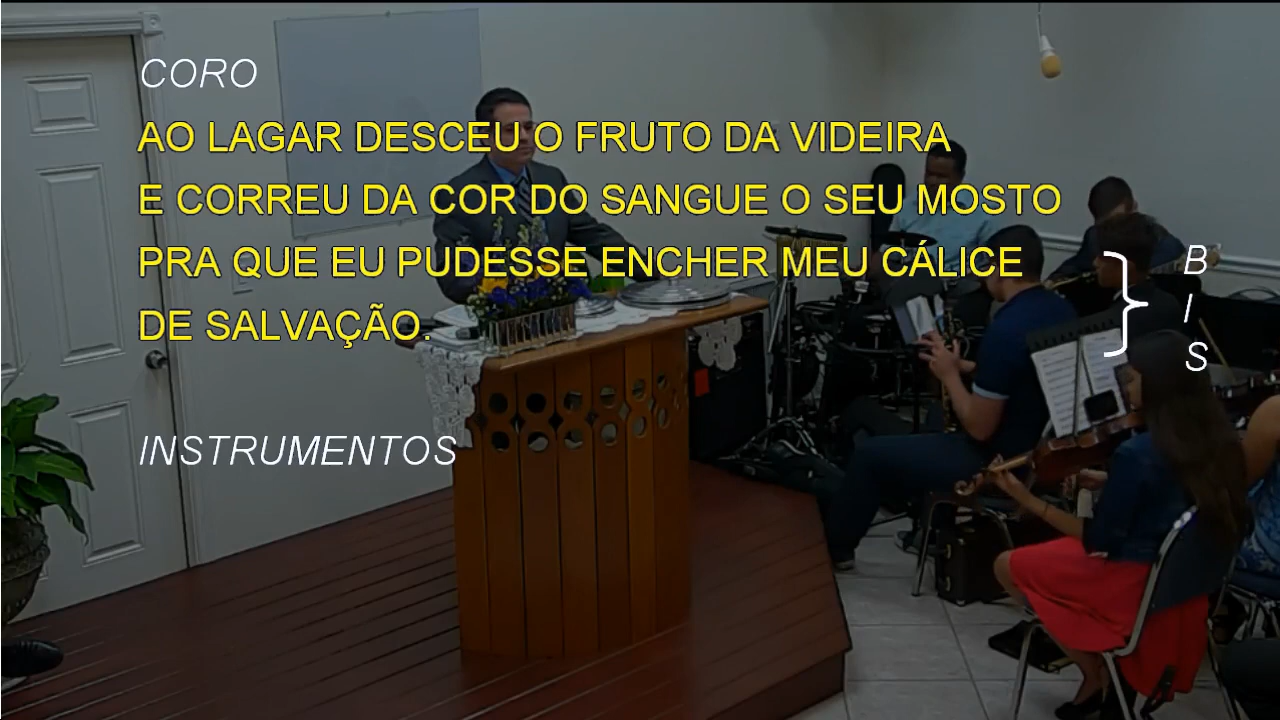 CORO
AO LAGAR DESCEU O FRUTO DA VIDEIRA
E CORREU DA COR DO SANGUE O SEU MOSTO
PRA QUE EU PUDESSE ENCHER MEU CÁLICE
DE SALVAÇÃO.
B
I
S
INSTRUMENTOS